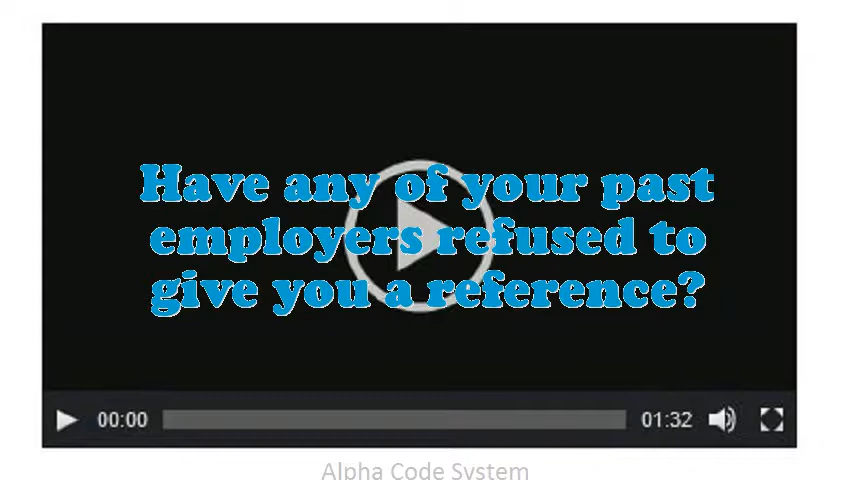 Have any of your past
employers refused to
give you a reference?
00:00
01:32
Alpha Code System